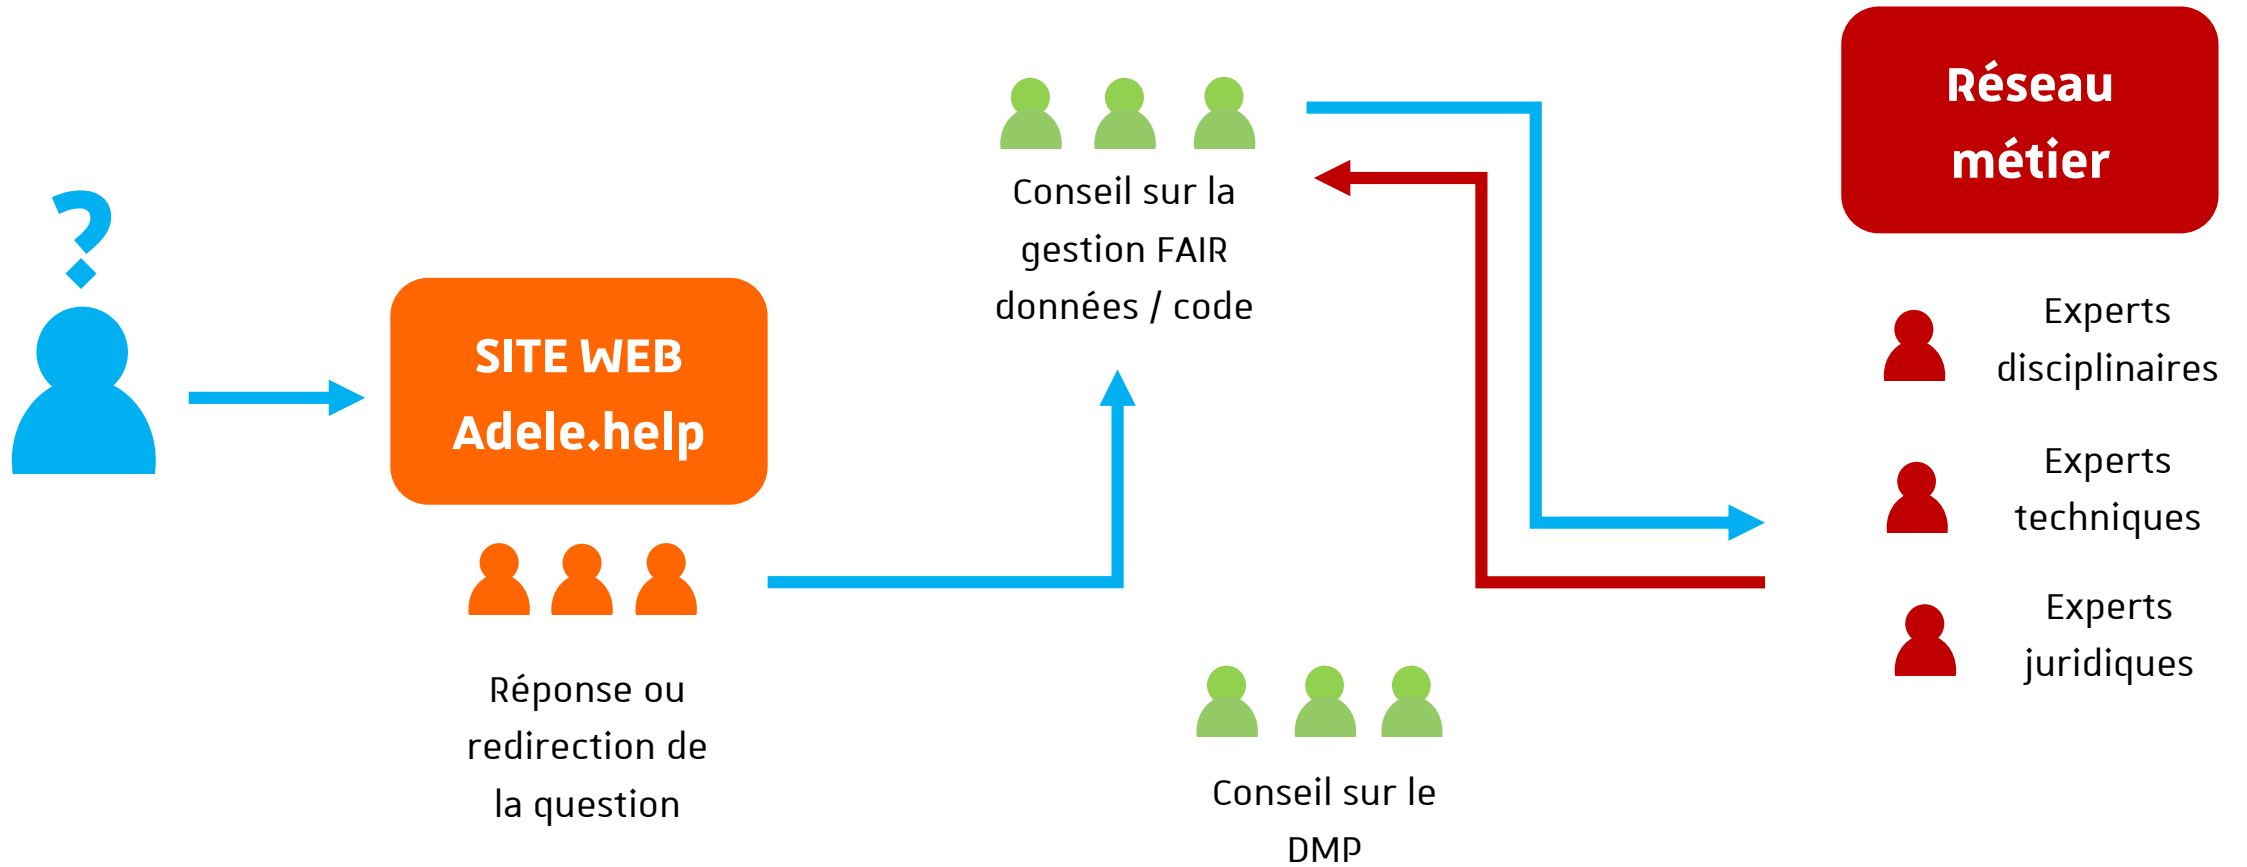 ?
SITE WEB
Adele.help
Réponse ou
redirection de
la question
Conseil sur la
gestion FAIR
données / code
Conseil sur le
DMP
Réseau
métier
Experts
disciplinaires
Experts
techniques
Experts
juridiques